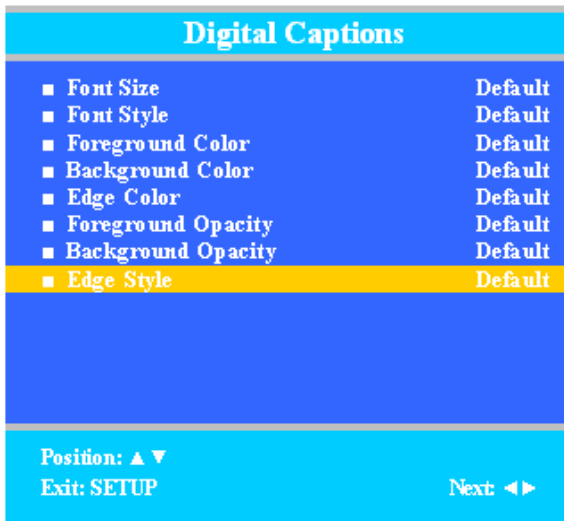 Digital Captions
Font Size Default
Font Style Default
Foreground Color Default
Background Color Default
Edge Color Default
Foreground Opacity Default
Background Opacity Default
Edge Style Default
Position: ▲ ▼
Exit: SETUP Next: ◀ ▶